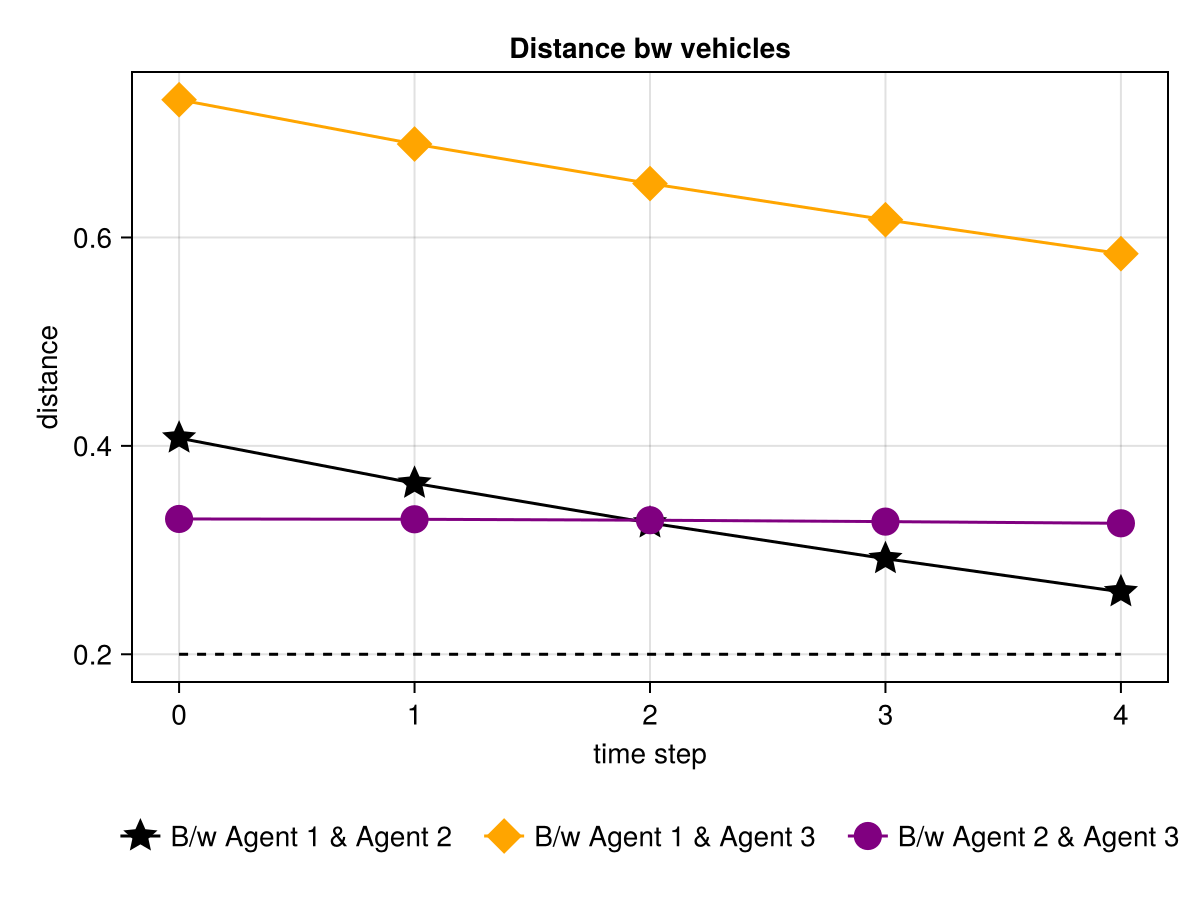 Distance bw vehicles
0.6
0.4
0.2
distance
0 1 2 3 4
time step
B/w Agent 1 & Agent 2 B/w Agent 1 & Agent 3 B/w Agent 2 & Agent 3